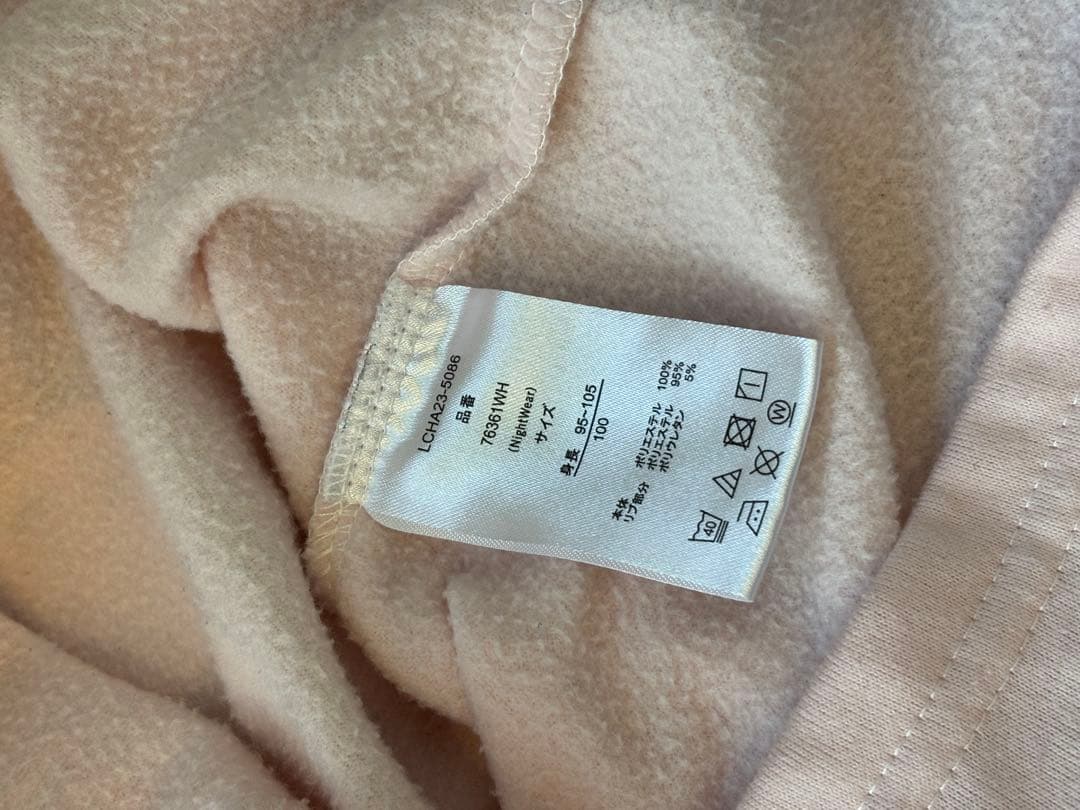 LCHA23-5086
品番
76361WH
(NightWear)
サイズ
身長 95~105
100
本体 ポリエステル 100%
リブ部分 ポリエステル 95%
ポリウレタン 5%
40
W